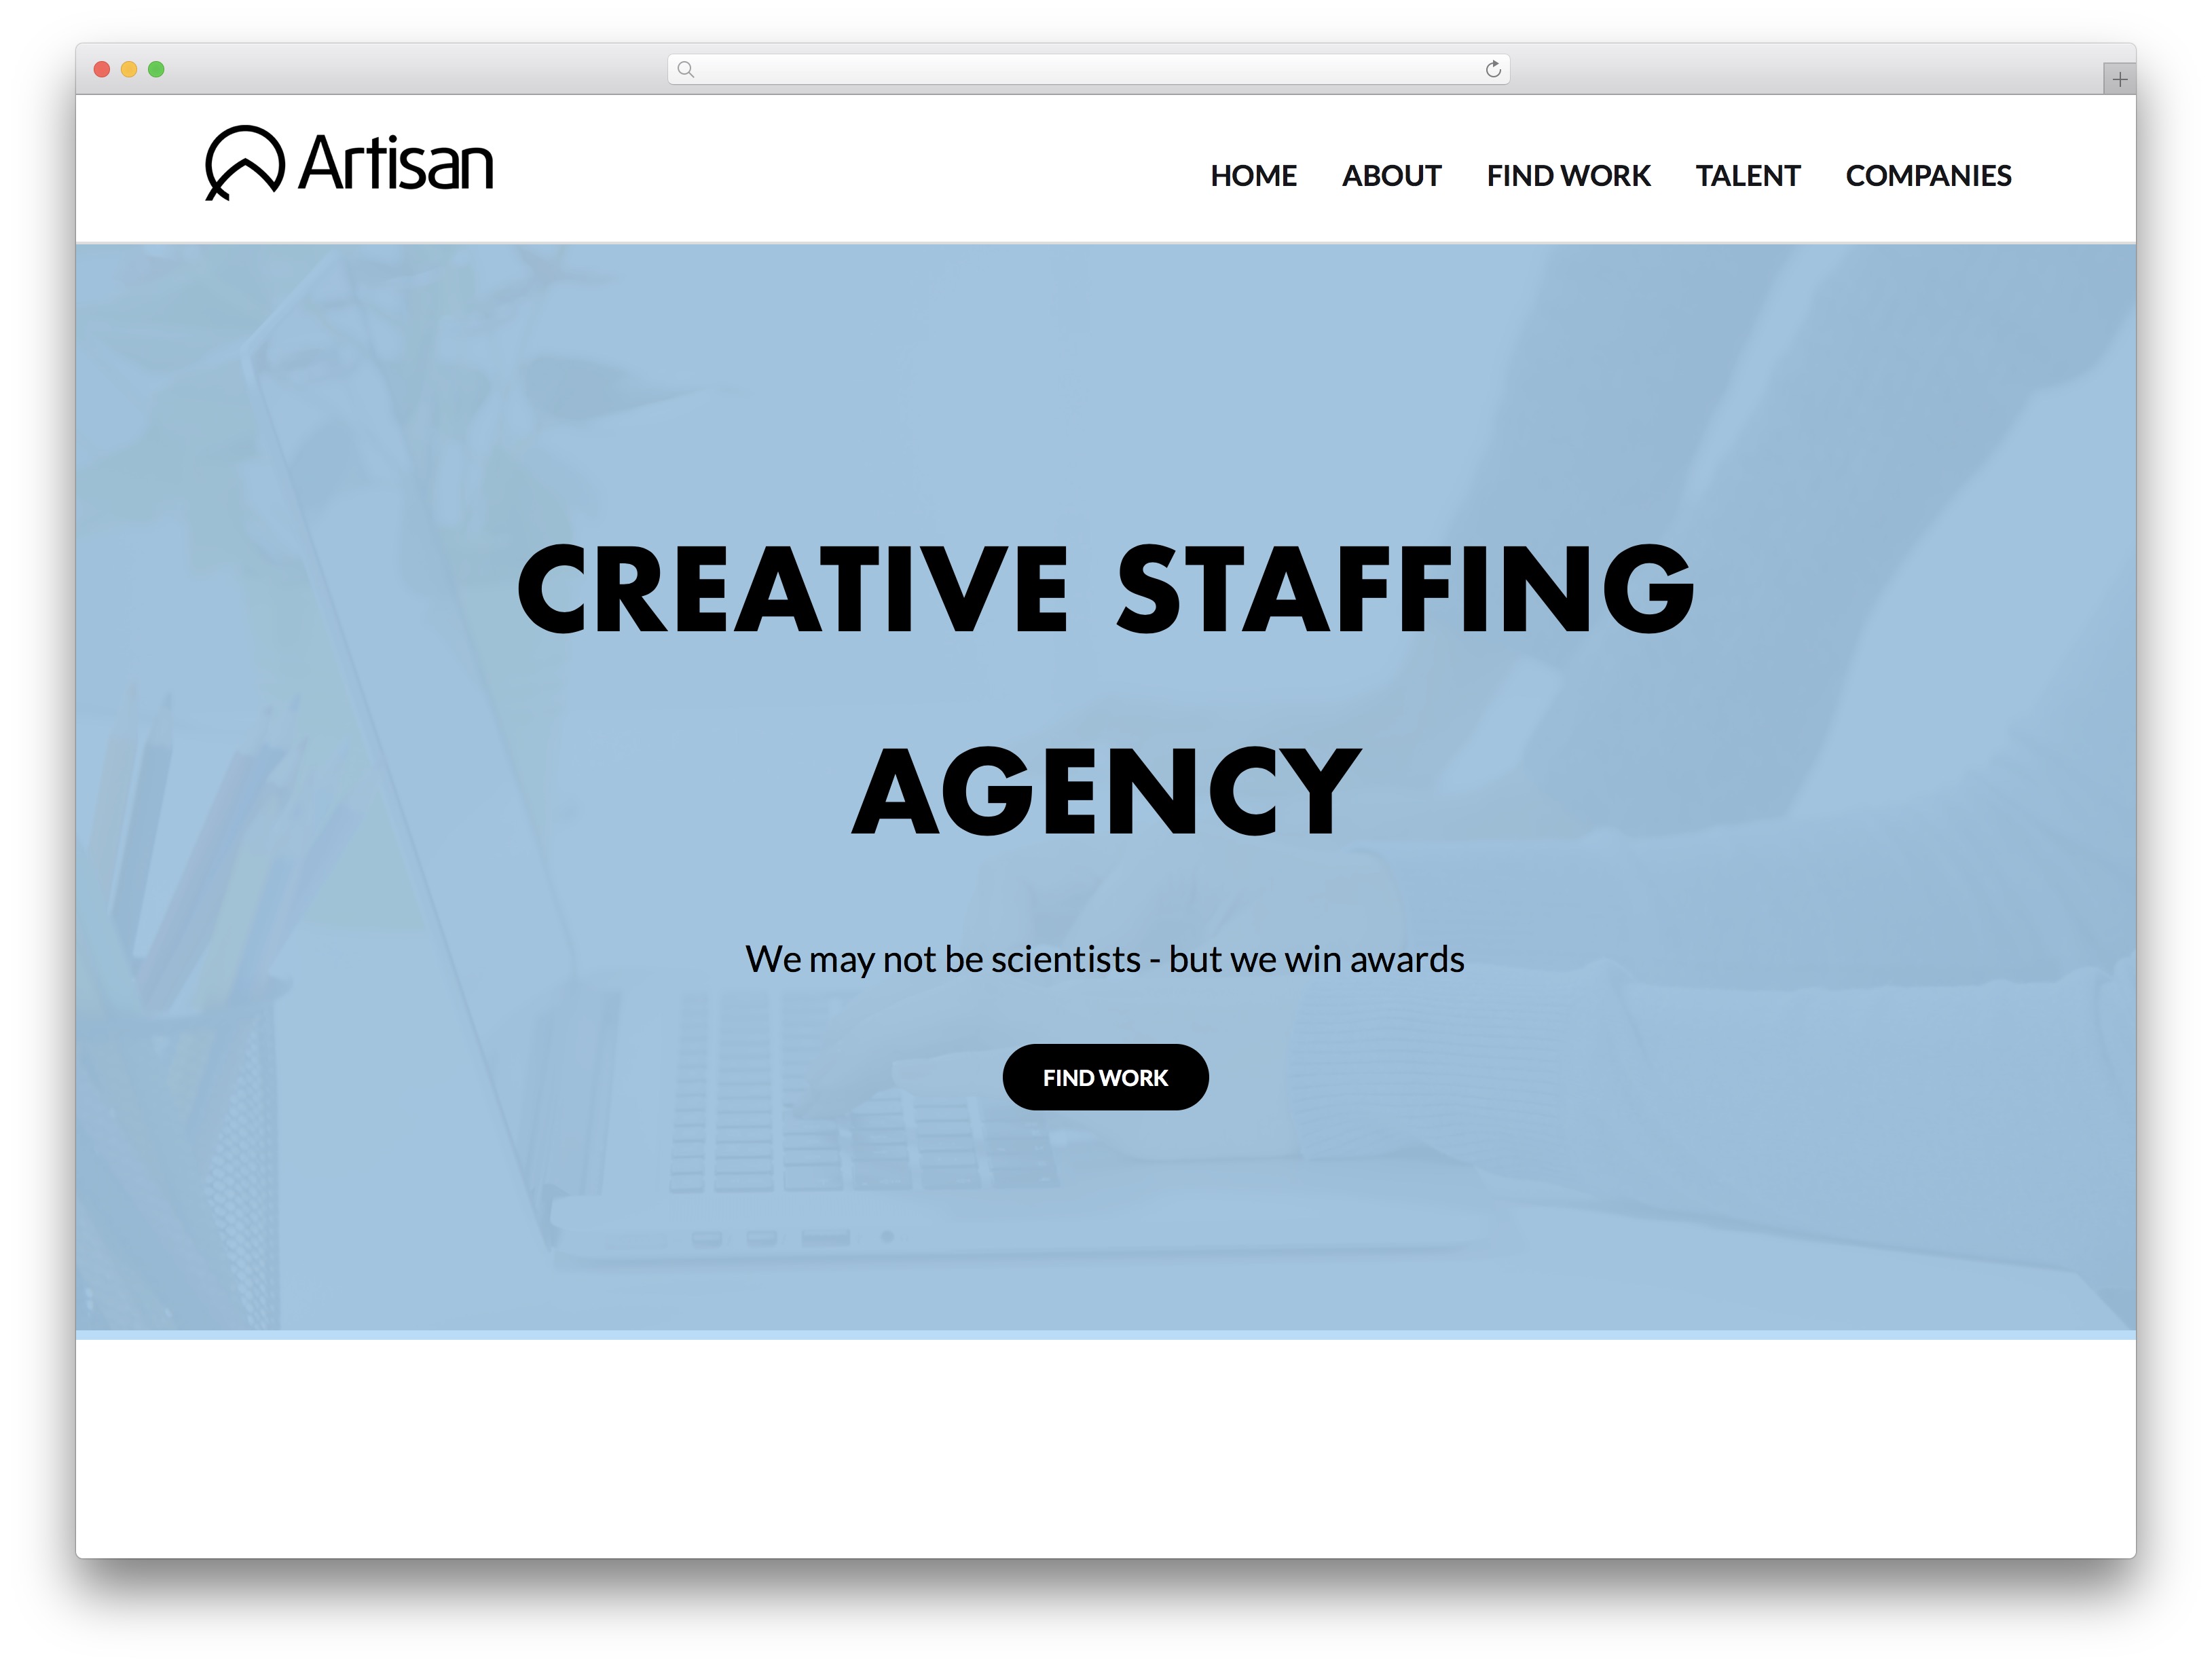 Artisan
HOME ABOUT FIND WORK TALENT COMPANIES
CREATIVE STAFFING
AGENCY
We may not be scientists - but we win awards
FIND WORK